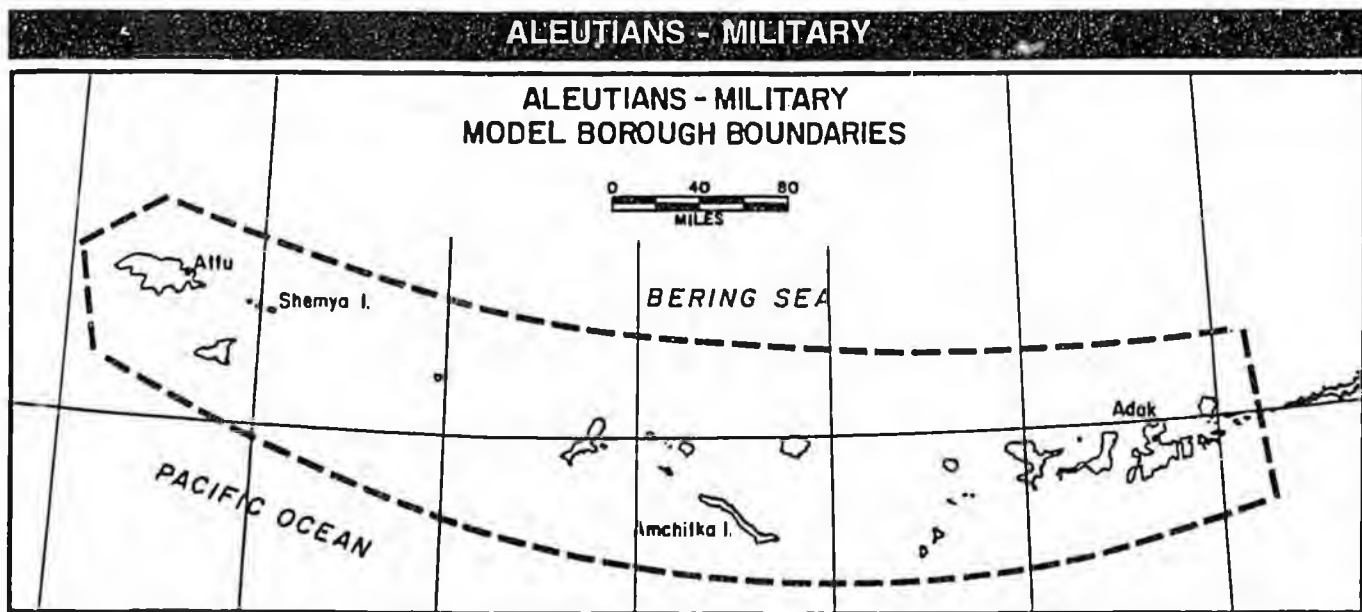 ALEUTIANS - MILITARY
ALEUTIANS - MILITARY
MODEL BOROUGH BOUNDARIES
0 40 80
MILES
Attu
Shemya I.
BERING SEA
Adak
PACIFIC OCEAN
Amchitka I.